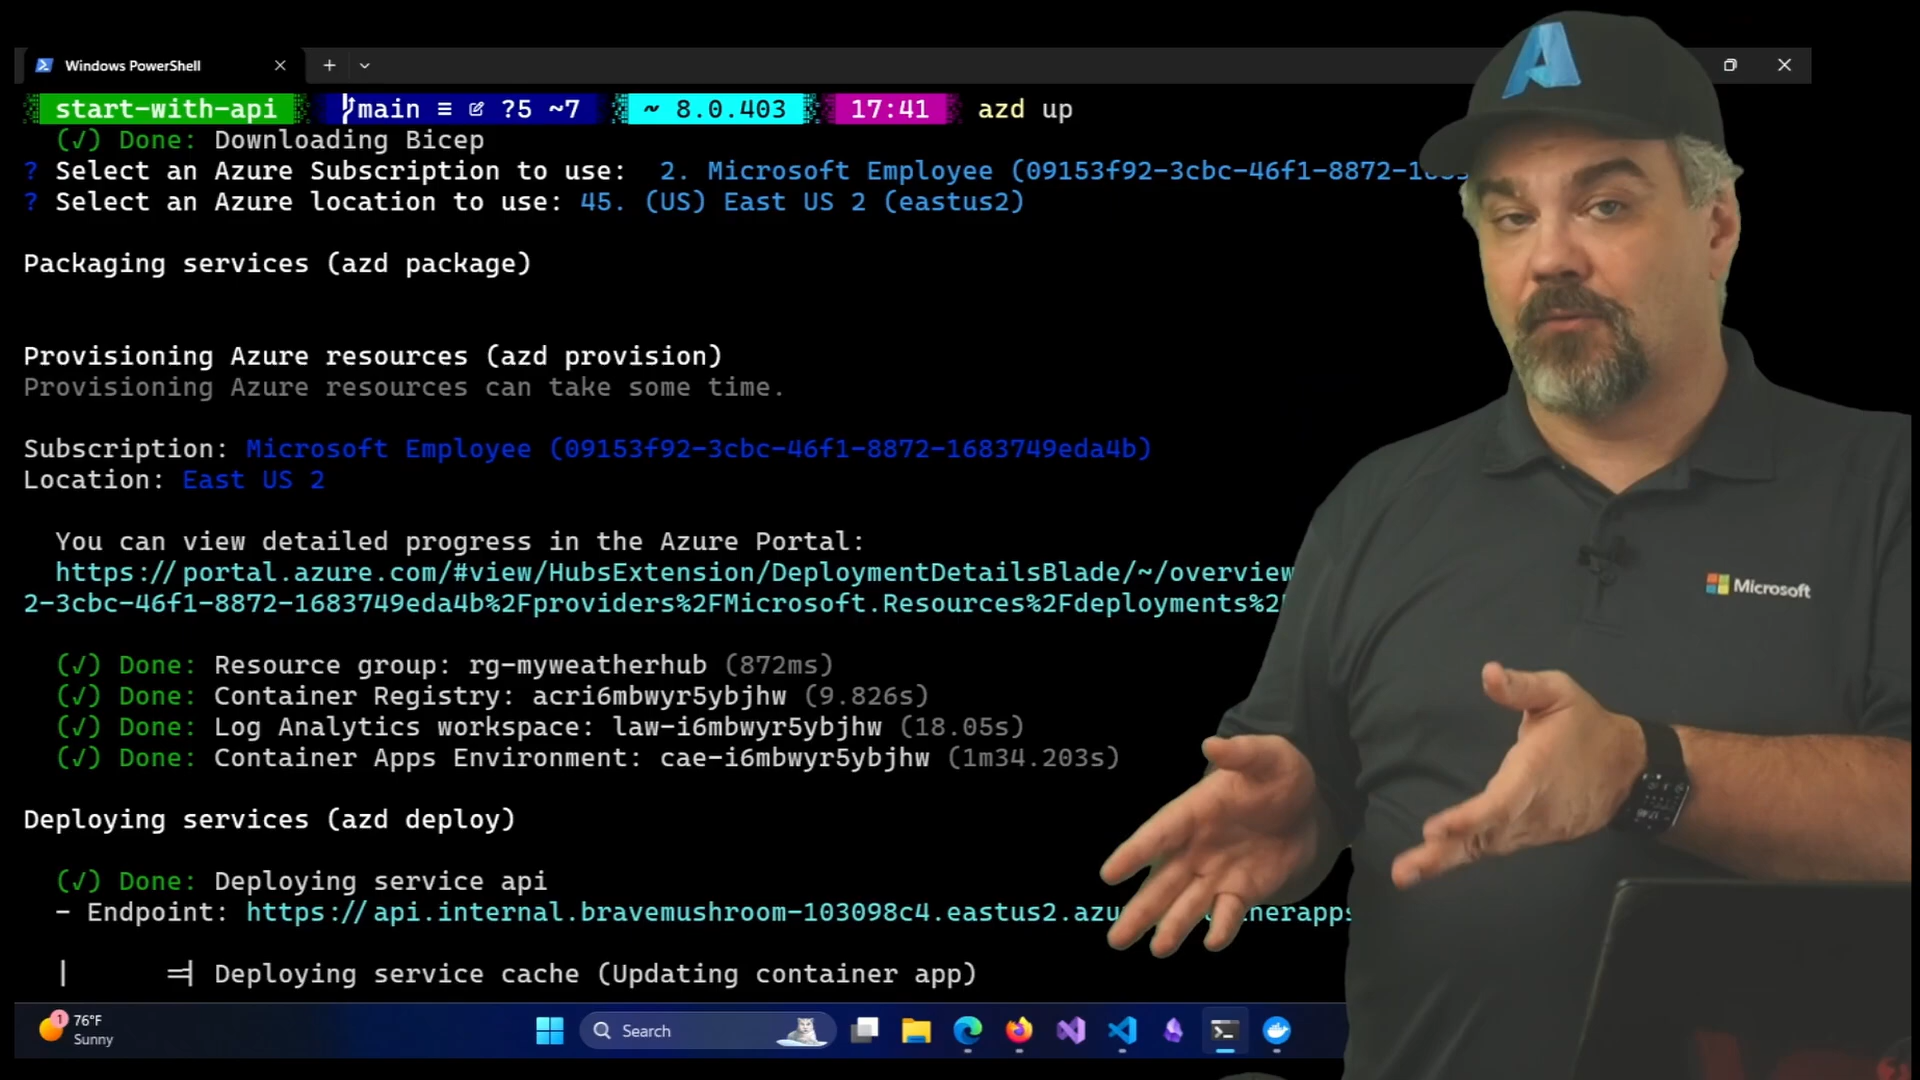 Windows PowerShell
start-with-api main ≡ ?5 ~7 ~ 8.0.403 17:41 azd up
(√) Done: Downloading Bicep
? Select an Azure Subscription to use: 2. Microsoft Employee (09153f92-3cbc-46f1-8872-
? Select an Azure location to use: 45. (US) East US 2 (eastus2)
Packaging services (azd package)
Provisioning Azure resources (azd provision)
Provisioning Azure resources can take some time.
Subscription: Microsoft Employee (09153f92-3cbc-46f1-8872-1683749eda4b)
Location: East US 2
You can view detailed progress in the Azure Portal:
https://portal.azure.com/#view/HubsExtension/DeploymentDetailsBlade/~/overview
2-3cbc-46f1-8872-1683749eda4b%2Fproviders%2FMicrosoft.Resources%2Fdeployments%2
Microsoft
(√) Done: Resource group: rg-myweatherhub (872ms)
(√) Done: Container Registry: acri6mbwyr5ybjhw (9.826s)
(√) Done: Log Analytics workspace: law-i6mbwyr5ybjhw (18.05s)
(√) Done: Container Apps Environment: cae-i6mbwyr5ybjhw (1m34.203s)
Deploying services (azd deploy)
(√) Done: Deploying service api
- Endpoint: https://api.internal.bravemushroom-103098c4.eastus2.azu nerapps
| =| Deploying service cache (Updating container app)
1 76°F
Sunny
Search